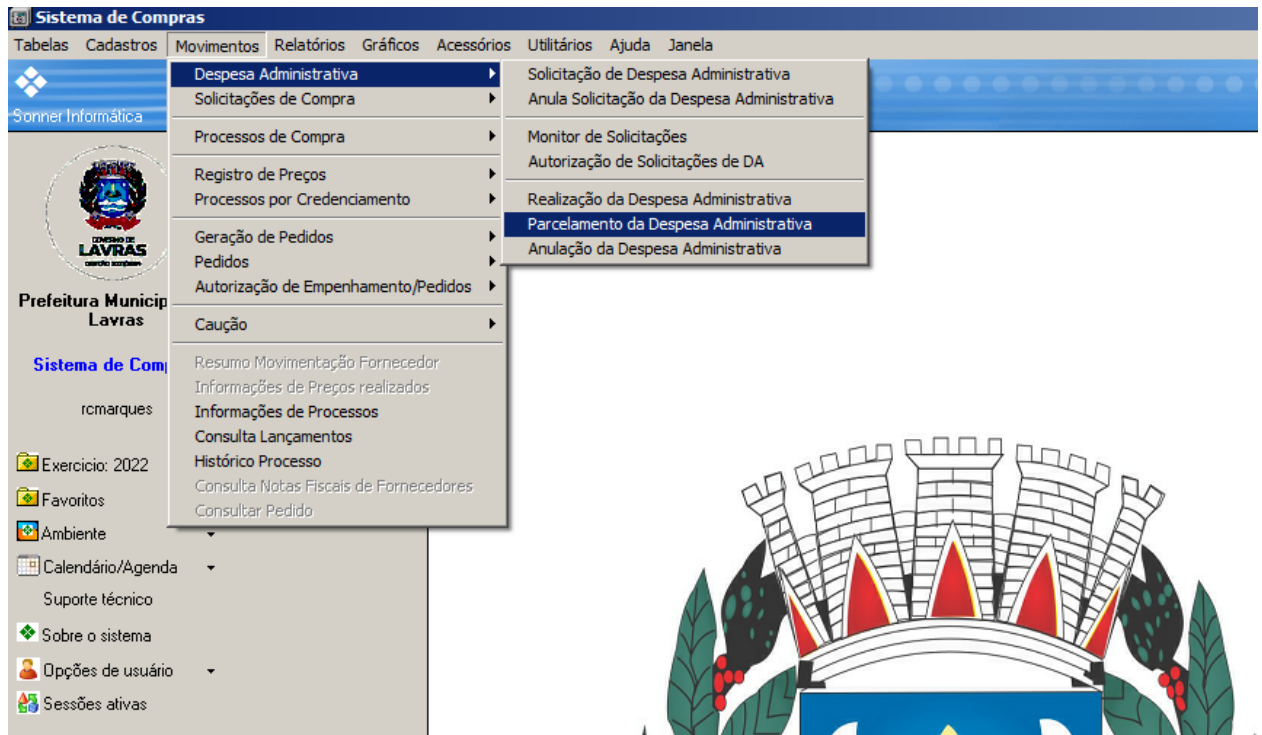 Sistema de Compras
Tabelas Cadastros Movimentos Relatórios Gráficos Acessórios Utilitários Ajuda Janela
Sonner Informática
Despesa Administrativa
Solicitações de Compra
Processos de Compra
Registro de Preços
Processos por Credenciamento
Geração de Pedidos
Pedidos
Autorização de Empenhamento/Pedidos
Caução
Resumo Movimentação Fornecedor
Informações de Preços realizados
Informações de Processos
Consulta Lançamentos
Histórico Processo
Consulta Notas Fiscais de Fornecedores
Consultar Pedido
Solicitação de Despesa Administrativa
Anula Solicitação da Despesa Administrativa
Monitor de Solicitações
Autorização de Solicitações de DA
Realização da Despesa Administrativa
Parcelamento da Despesa Administrativa
Anulação da Despesa Administrativa
GOVERNO DE
LAVRAS
Prefeitura Municip
Lavras
Sistema de Com
rcmarques
Exercicio: 2022
Favoritos
Ambiente
Calendário/Agenda
Suporte técnico
Sobre o sistema
Opções de usuário
Sessões ativas